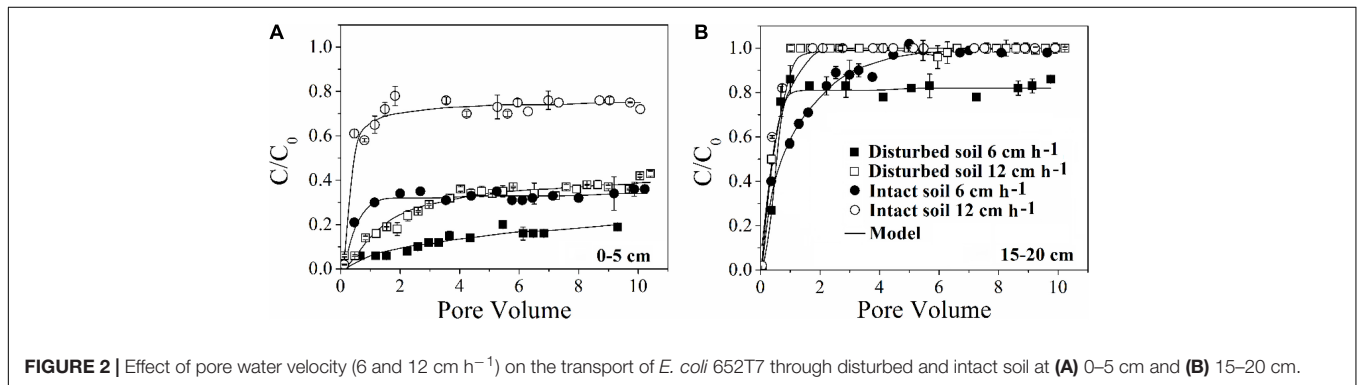 A
C/C₀
1.0
0.8
0.6
0.4
0.2
0.0
0-5 cm
0 2 4 6 8 10
Pore Volume
B
C/C₀
1.0
0.8
0.6
0.4
0.2
0.0
Disturbed soil 6 cm h-1
Disturbed soil 12 cm h-1
Intact soil 6 cm h-1
Intact soil 12 cm h-1
Model
15-20 cm
0 2 4 6 8 10
Pore Volume
FIGURE 2 | Effect of pore water velocity (6 and 12 cm h−1) on the transport of E. coli 652T7 through disturbed and intact soil at (A) 0–5 cm and (B) 15–20 cm.